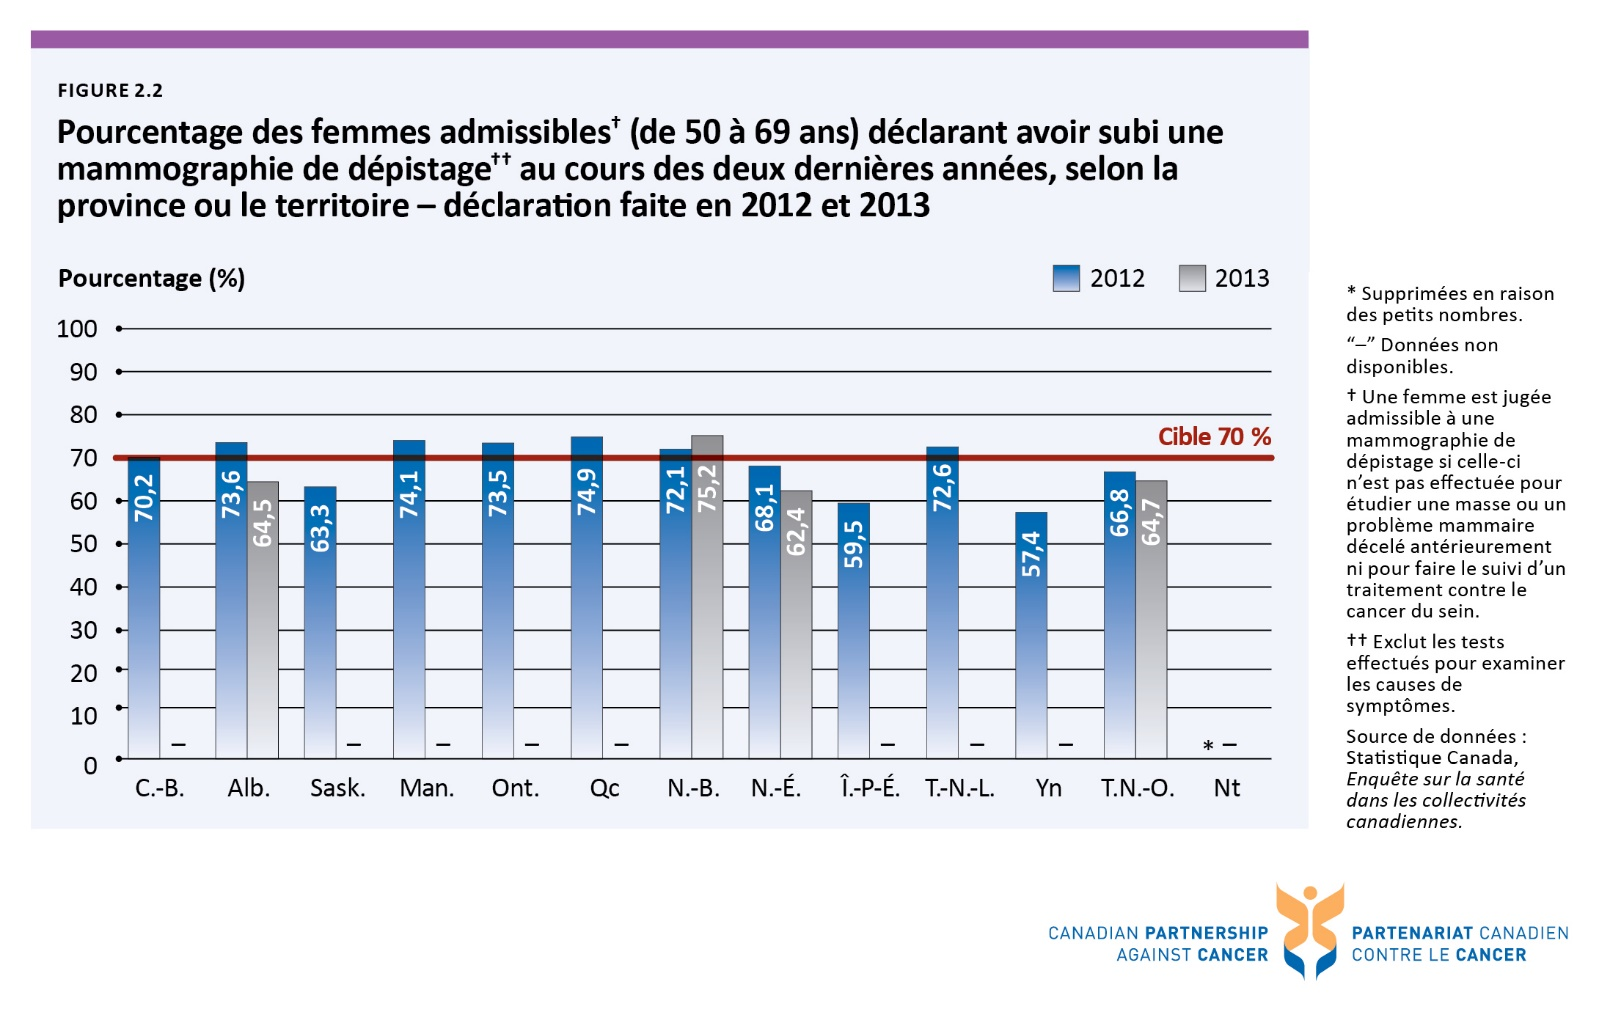 FIGURE 2.2
Pourcentage des femmes admissibles† (de 50 à 69 ans) déclarant avoir subi une
mammographie de dépistage†† au cours des deux dernières années, selon la
province ou le territoire – déclaration faite en 2012 et 2013
Pourcentage (%)
2012
2013
100
90
80
70
60
50
40
30
20
10
0
Cible 70 %
70,2
–
73,6
64,5
63,3
–
74,1
–
73,5
–
74,9
–
72,1
75,2
68,1
62,4
59,5
–
72,6
–
57,4
–
66,8
64,7
* –
C.-B.
Alb.
Sask.
Man.
Ont.
Qc
N.-B.
N.-É.
Î.-P-É.
T.-N.-L.
Yn
T.N.-O.
Nt
* Supprimées en raison
des petits nombres.
“–” Données non
disponibles.
† Une femme est jugée
admissible à une
mammographie de
dépistage si celle-ci
n’est pas effectuée pour
étudier une masse ou un
problème mammaire
décelé antérieurement
ni pour faire le suivi d’un
traitement contre le
cancer du sein.
†† Exclut les tests
effectués pour examiner
les causes de
symptômes.
Source de données :
Statistique Canada,
Enquête sur la santé
dans les collectivités
canadiennes.
CANADIAN PARTNERSHIP
AGAINST CANCER
PARTENARIAT CANADIEN
CONTRE LE CANCER